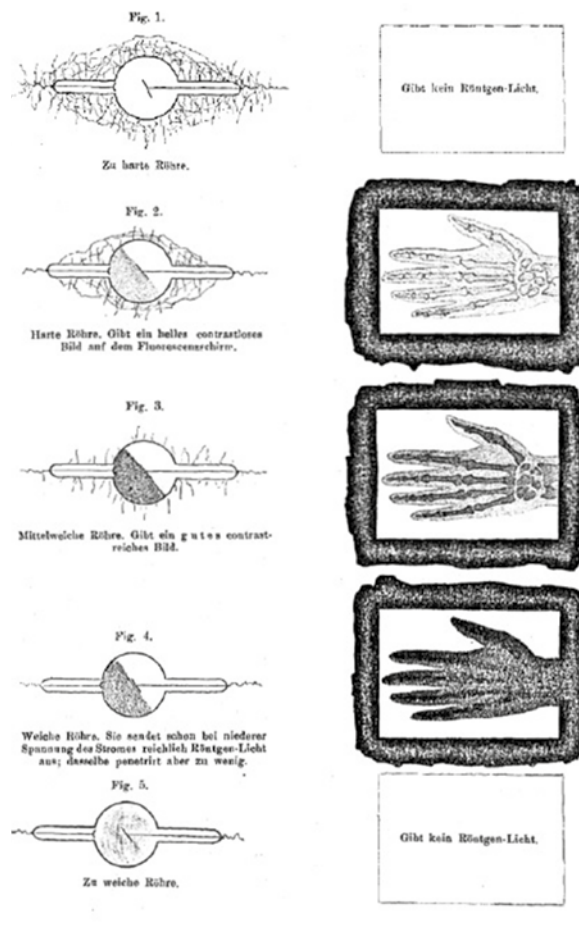 Fig. 1.
Gibt kein Röntgen-Licht.
Zu harte Röhre.
Fig. 2.
Harte Röhre. Gibt ein helles contrastloses
Bild auf dem Fluorescenzschirm.
Fig. 3.
Mittelweiche Röhre. Gibt ein gutes contrast-
reiches Bild.
Fig. 4.
Weiche Röhre. Sie sendet schon bei niederer
Spannung des Stromes reichlich Röntgen-Licht
aus; dasselbe penetrirt aber zu wenig.
Fig. 5.
Gibt kein Röntgen-Licht.
Zu weiche Röhre.